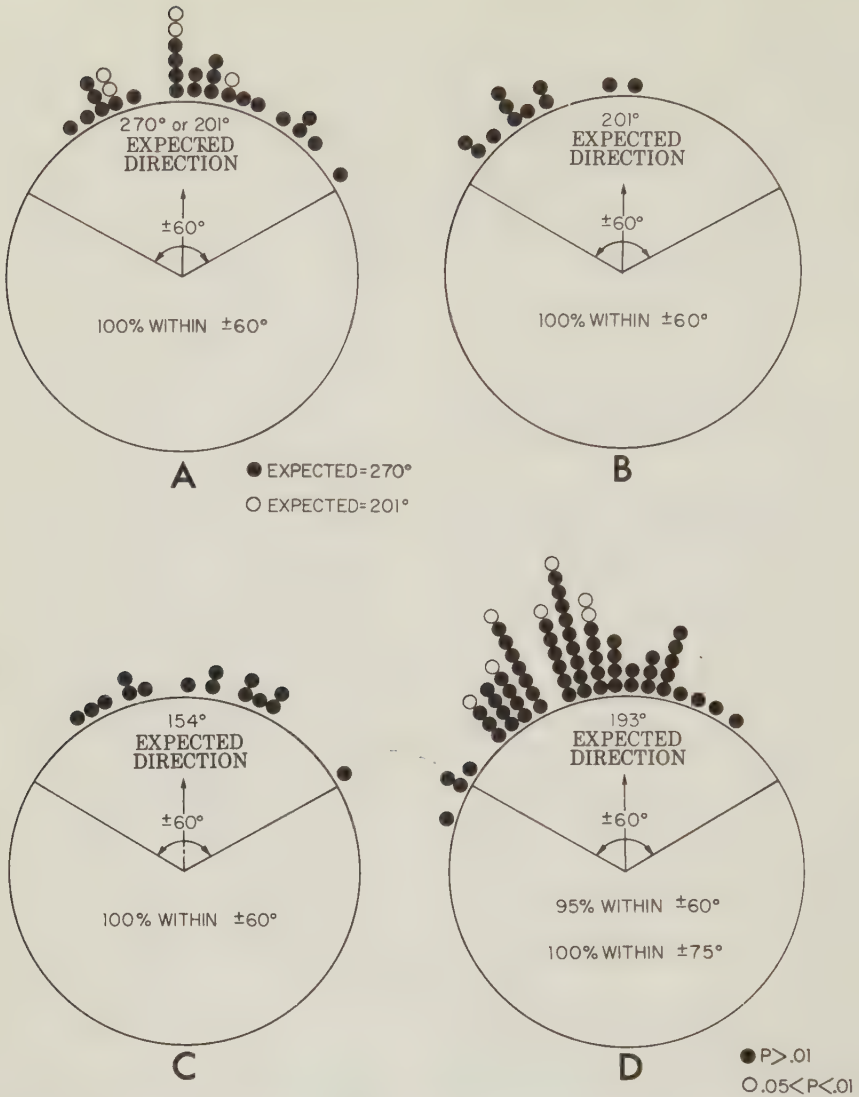 270° or 201°
EXPECTED
DIRECTION
±60°
100% WITHIN ±60°
A
201°
EXPECTED
DIRECTION
±60°
100% WITHIN ±60°
B
● EXPECTED=270°
○ EXPECTED=201°
154°
EXPECTED
DIRECTION
±60°
100% WITHIN ±60°
C
193°
EXPECTED
DIRECTION
±60°
95% WITHIN ±60°
100% WITHIN ±75°
D
● P>.01
○ .05<P<.01